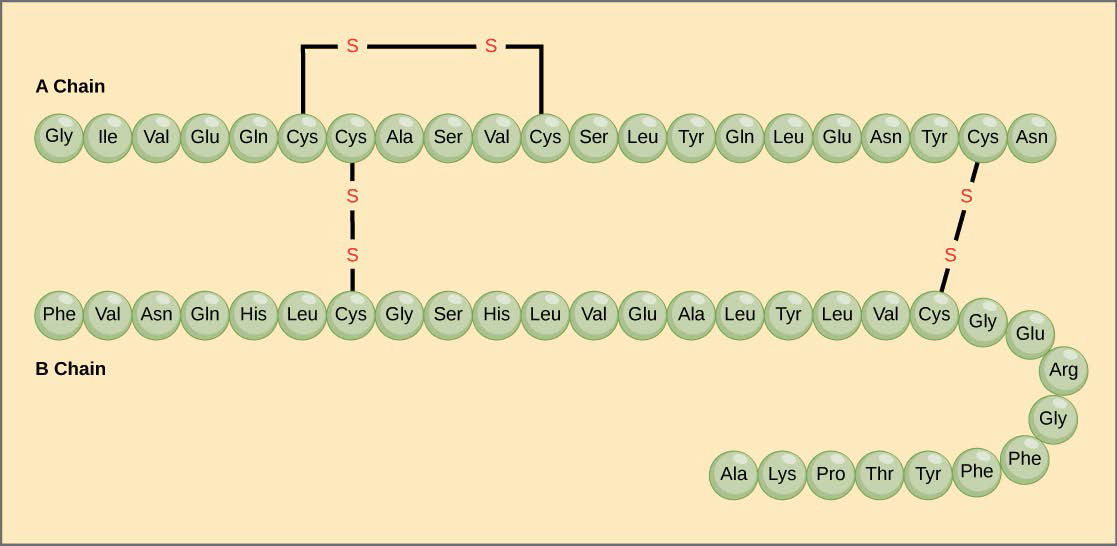 S S
A Chain
Gly Ile Val Glu Gln Cys Cys Ala Ser Val Cys Ser Leu Tyr Gln Leu Glu Asn Tyr Cys Asn
S S
S S
Phe Val Asn Gln His Leu Cys Gly Ser His Leu Val Glu Ala Leu Tyr Leu Val Cys Gly Glu
Arg
B Chain
Gly
Ala Lys Pro Thr Tyr Phe Phe